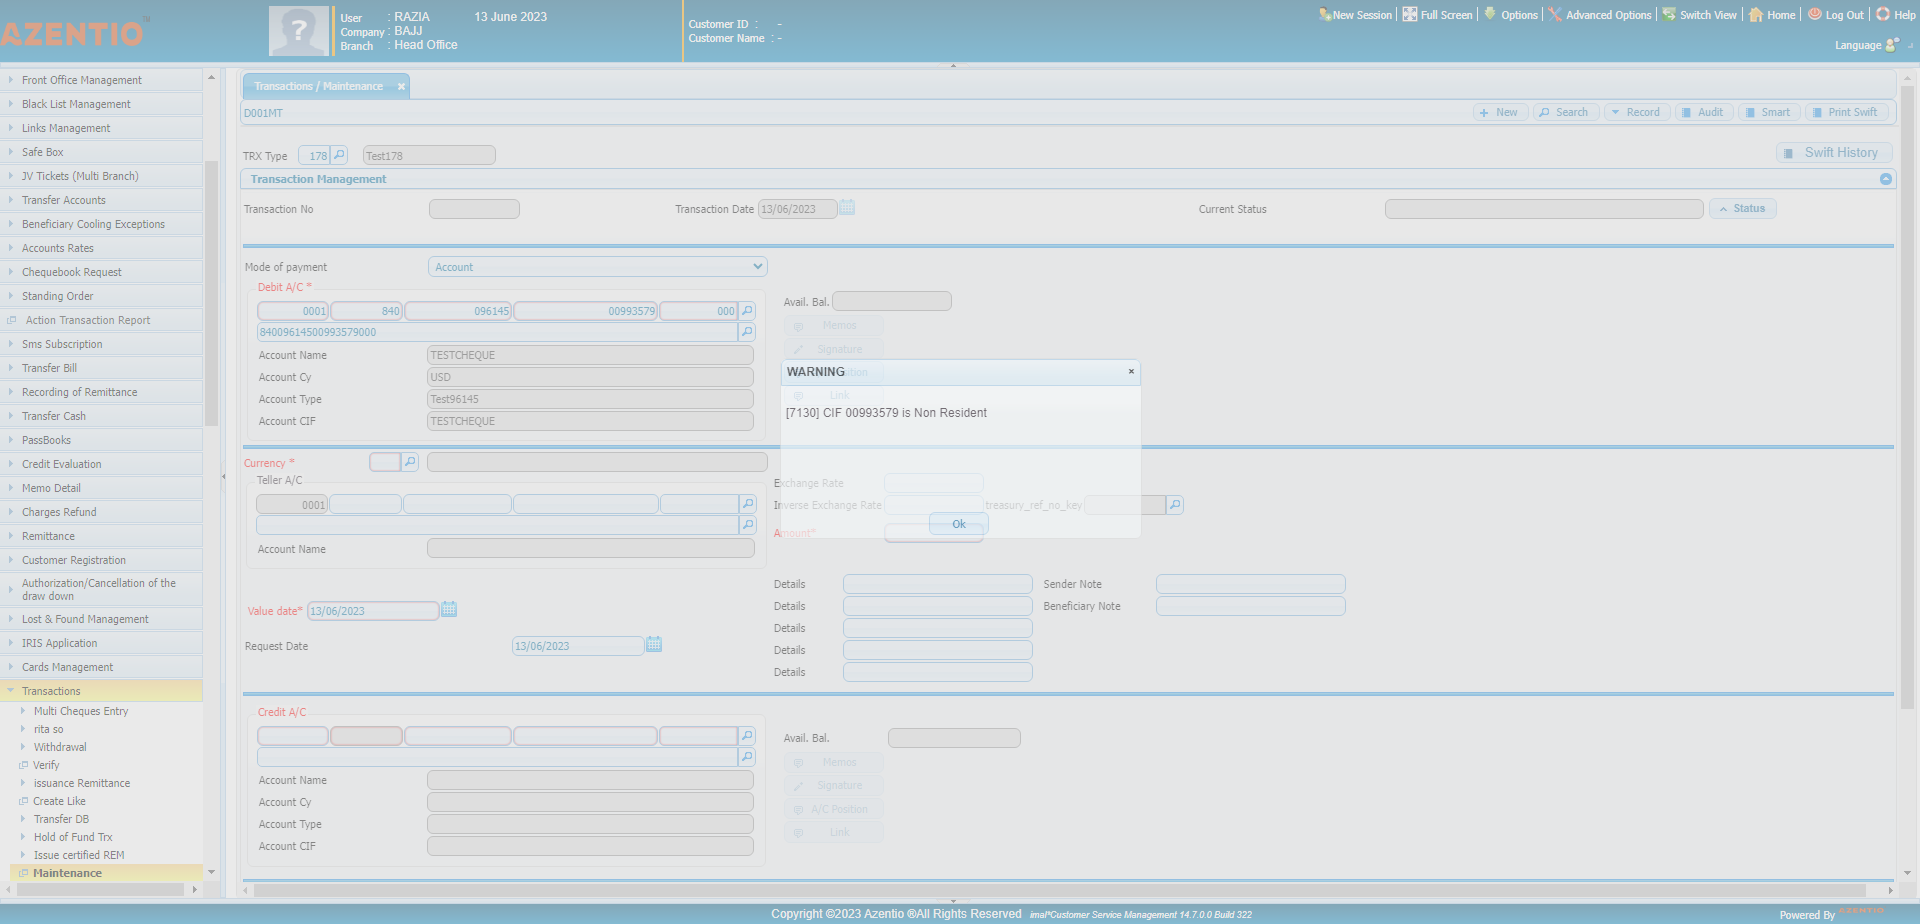 AZENTIO
User : RAZIA 13 June 2023
Company : BAJJ
Branch : Head Office
Customer ID : -
Customer Name : -
New Session Full Screen Options Advanced Options Switch View Home Log Out Help
Language
Front Office Management
Black List Management
Links Management
Safe Box
JV Tickets (Multi Branch)
Transfer Accounts
Beneficiary Cooling Exceptions
Accounts Rates
Chequebook Request
Standing Order
Action Transaction Report
Sms Subscription
Transfer Bill
Recording of Remittance
Transfer Cash
PassBooks
Credit Evaluation
Memo Detail
Charges Refund
Remittance
Customer Registration
Authorization/Cancellation of the
draw down
Lost & Found Management
IRIS Application
Cards Management
Transactions
Multi Cheques Entry
rita so
Withdrawal
Verify
issuance Remittance
Create Like
Transfer DB
Hold of Fund Trx
Issue certified REM
Maintenance
Transactions / Maintenance
D001MT
New Search Record Audit Smart Print Swift
TRX Type 178 Test178
Swift History
Transaction Management
Transaction No
Transaction Date 13/06/2023
Current Status
Status
Mode of payment Account
Debit A/C *
0001 840 096145 00993579 000
84009614500993579000
Account Name TESTCHEQUE
Account Cy USD
Account Type Test96145
Account CIF TESTCHEQUE
Avail. Bal.
Memos
Signature
Link
WARNING
[7130] CIF 00993579 is Non Resident
Ok
Currency *
Teller A/C
0001
Account Name
Exchange Rate
Inverse Exchange Rate
treasury_ref_no_key
Amount*
Value date* 13/06/2023
Request Date 13/06/2023
Details
Details
Details
Details
Details
Sender Note
Beneficiary Note
Credit A/C
Account Name
Account Cy
Account Type
Account CIF
Avail. Bal.
Memos
Signature
A/C Position
Link
Copyright ©2023 Azentio ®All Rights Reserved imal*Customer Service Management 14.7.0.0 Build 322
Powered By AZENTIO